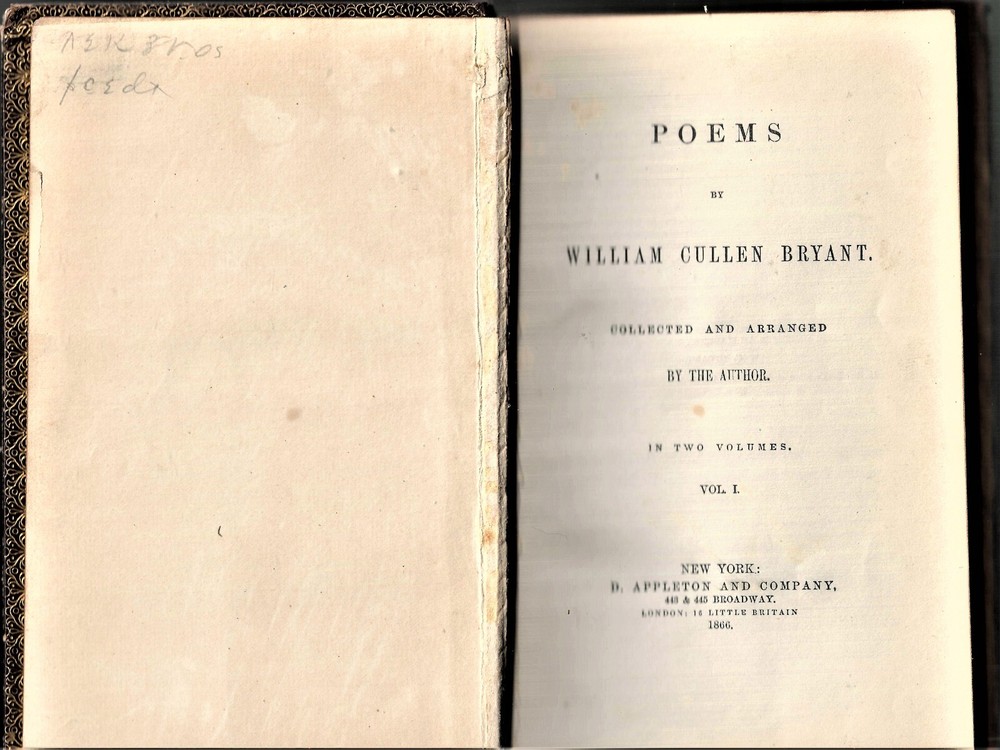 POEMS
BY
WILLIAM CULLEN BRYANT.
COLLECTED AND ARRANGED
BY THE AUTHOR.
IN TWO VOLUMES.
VOL. I.
NEW YORK:
D. APPLETON AND COMPANY,
443 & 445 BROADWAY.
LONDON: 16 LITTLE BRITAIN
1866.